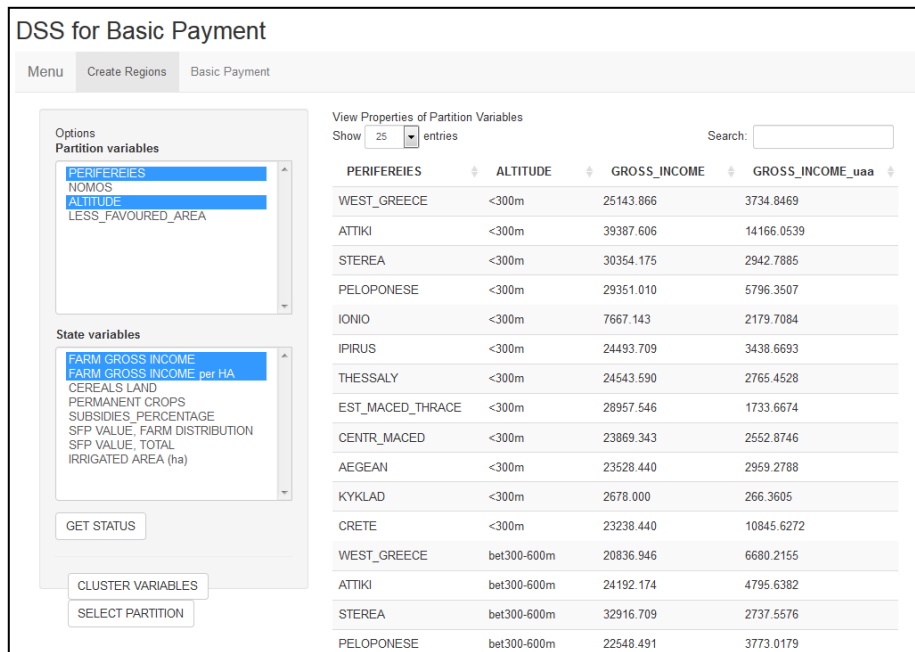 DSS for Basic Payment
Menu Create Regions Basic Payment
Options
Partition variables
PERIFEREIES
NOMOS
ALTITUDE
LESS_FAVOURED_AREA
State variables
FARM GROSS INCOME
FARM GROSS INCOME per HA
CEREALS LAND
PERMANENT CROPS
SUBSIDIES_PERCENTAGE
SFP VALUE, FARM DISTRIBUTION
SFP VALUE, TOTAL
IRRIGATED AREA (ha)
GET STATUS
CLUSTER VARIABLES
SELECT PARTITION
View Properties of Partition Variables
Show 25 entries Search:
PERIFEREIES ALTITUDE GROSS_INCOME GROSS_INCOME_uaa
WEST_GREECE <300m 25143.866 3734.8469
ATTIKI <300m 39387.606 14166.0539
STEREA <300m 30354.175 2942.7885
PELOPONESE <300m 29351.010 5796.3507
IONIO <300m 7667.143 2179.7084
IPIRUS <300m 24493.709 3438.6693
THESSALY <300m 24543.590 2765.4528
EST_MACED_THRACE <300m 28957.546 1733.6674
CENTR_MACED <300m 23869.343 2552.8746
AEGEAN <300m 23528.440 2959.2788
KYKLAD <300m 2678.000 266.3605
CRETE <300m 23238.440 10845.6272
WEST_GREECE bet300-600m 20836.946 6680.2155
ATTIKI bet300-600m 24192.174 4795.6382
STEREA bet300-600m 32916.709 2737.5576
PELOPONESE bet300-600m 22548.491 3773.0179